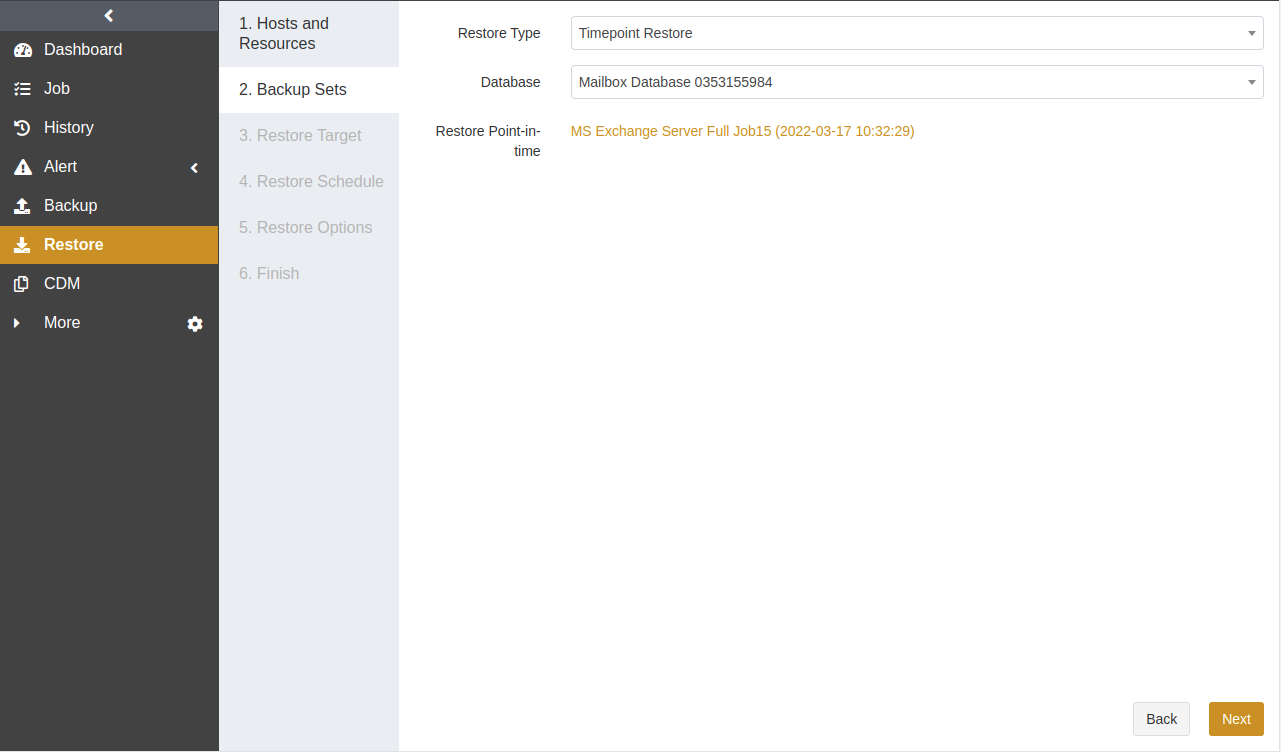 Dashboard
Job
History
Alert
Backup
Restore
CDM
More
1. Hosts and
Resources
2. Backup Sets
3. Restore Target
4. Restore Schedule
5. Restore Options
6. Finish
Restore Type
Timepoint Restore
Database
Mailbox Database 0353155984
Restore Point-in-
time
MS Exchange Server Full Job15 (2022-03-17 10:32:29)
Back
Next